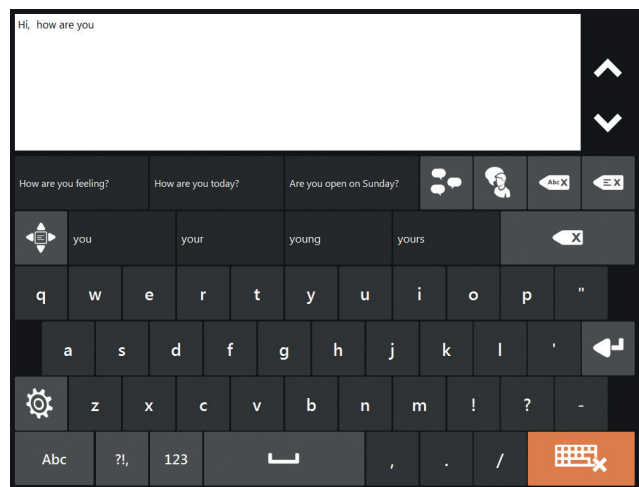 Hi,  how are you
How are you feeling? How are you today? Are you open on Sunday? Abc X X
you your young yours X
q w e r t y u i o p "
a s d f g h j k l '
z x c v b n m ! ? -
Abc ?!, 123 , . /